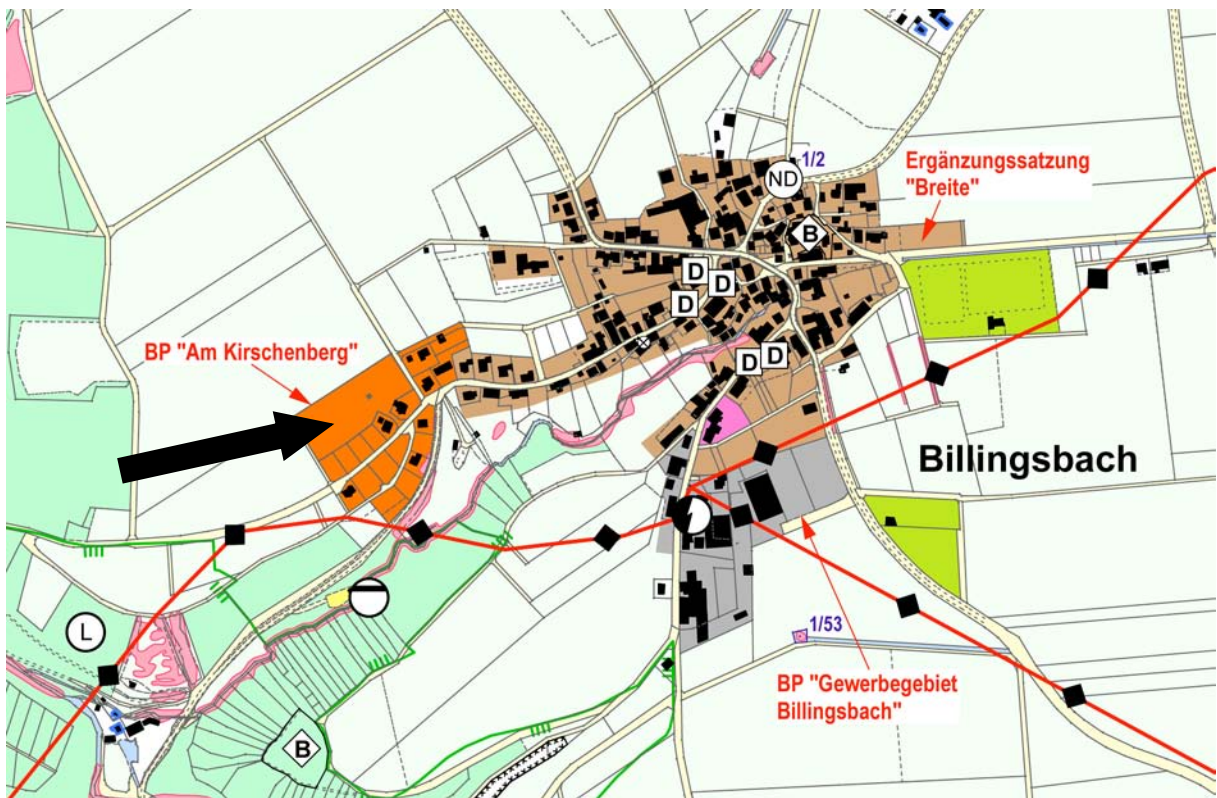 1/2
ND
Ergänzungssatzung
"Breite"
B
D
D
D
BP "Am Kirschenberg"
D
D
Billingsbach
L
1/53
BP "Gewerbegebiet
Billingsbach"
B